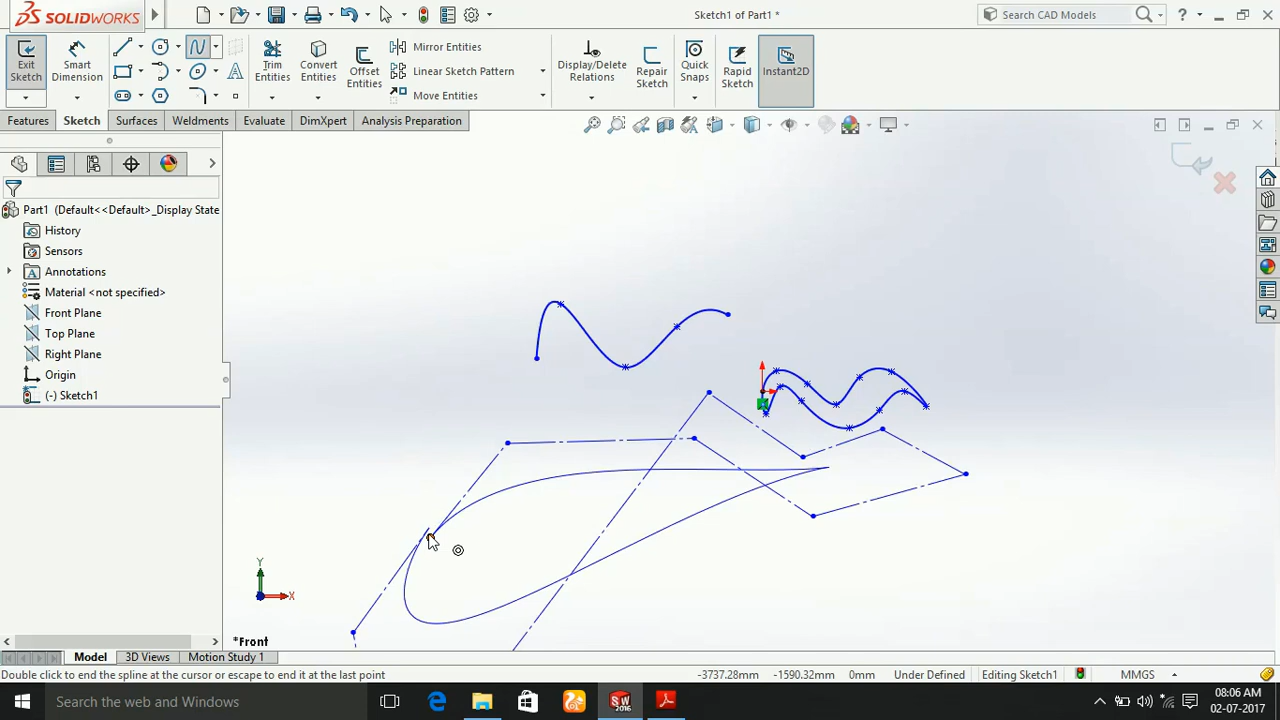 SOLIDWORKS
Sketch1 of Part1 *
Search CAD Models
?
Exit Sketch
Smart Dimension
Trim Entities
Convert Entities
Offset Entities
Mirror Entities
Linear Sketch Pattern
Move Entities
Display/Delete Relations
Repair Sketch
Quick Snaps
Rapid Sketch
Instant2D
Features Sketch Surfaces Weldments Evaluate DimXpert Analysis Preparation
Part1 (Default<<Default>_Display State
History
Sensors
Annotations
Material <not specified>
Front Plane
Top Plane
Right Plane
Origin
(-) Sketch1
Y
X
*Front
Model 3D Views Motion Study 1
Double click to end the spline at the cursor or escape to end it at the last point
-3737.28mm -1590.32mm 0mm Under Defined Editing Sketch1 MMGS
Search the web and Windows
SW
2016
08:06 AM
02-07-2017